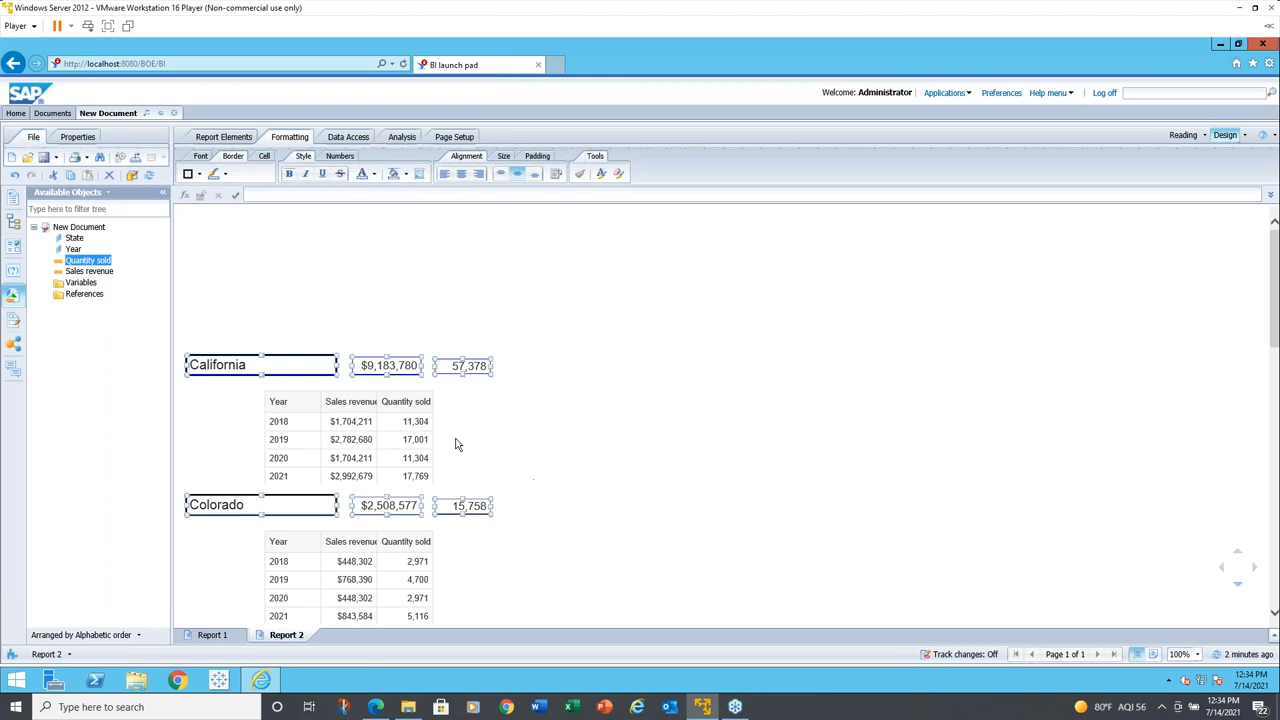 Windows Server 2012 - VMware Workstation 16 Player (Non-commercial use only)
Player
http://localhost:8080/BOE/BI
BI launch pad
SAP
Welcome: Administrator
Applications
Preferences
Help menu
Log off
Home
Documents
New Document
File
Properties
Report Elements
Formatting
Data Access
Analysis
Page Setup
Reading
Design
Font
Border
Cell
Style
Numbers
Alignment
Size
Padding
Tools
Available Objects
Type here to filter tree
New Document
State
Year
Quantity sold
Sales revenue
Variables
References
California $9,183,780 57,378
Year Sales revenue Quantity sold
2018 $1,704,211 11,304
2019 $2,782,680 17,001
2020 $1,704,211 11,304
2021 $2,992,679 17,769
Colorado $2,508,577 15,758
Year Sales revenue Quantity sold
2018 $448,302 2,971
2019 $768,390 4,700
2020 $448,302 2,971
2021 $843,584 5,116
Arranged by Alphabetic order
Report 1
Report 2
Report 2
Track changes: Off
Page 1 of 1
100%
2 minutes ago
12:34 PM
7/14/2021
Type here to search
80°F AQI 56
12:34 PM
7/14/2021
22